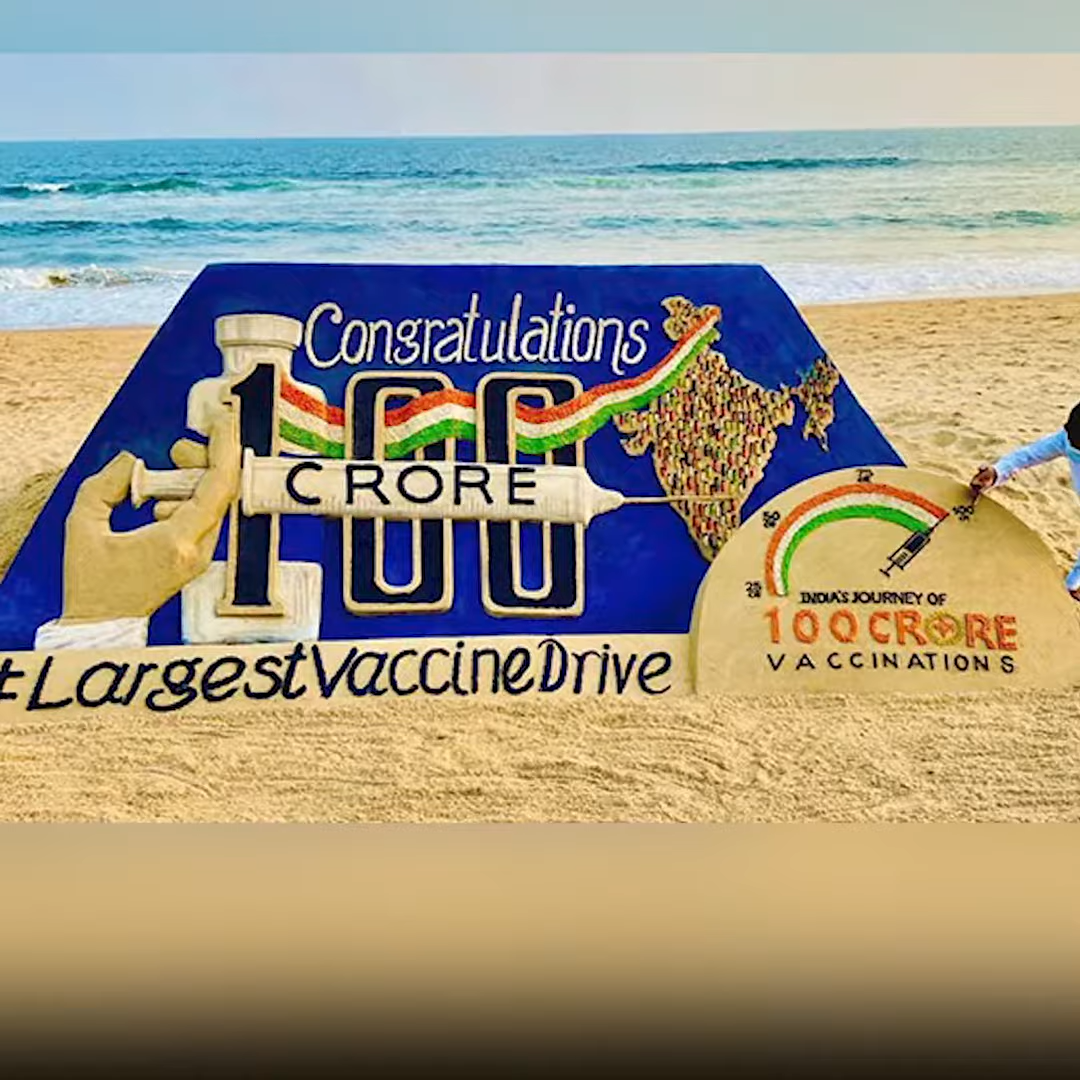 Congratulations
100
CRORE
#LargestVaccineDrive
INDIA'S JOURNEY OF
100 CRORE
VACCINATIONS